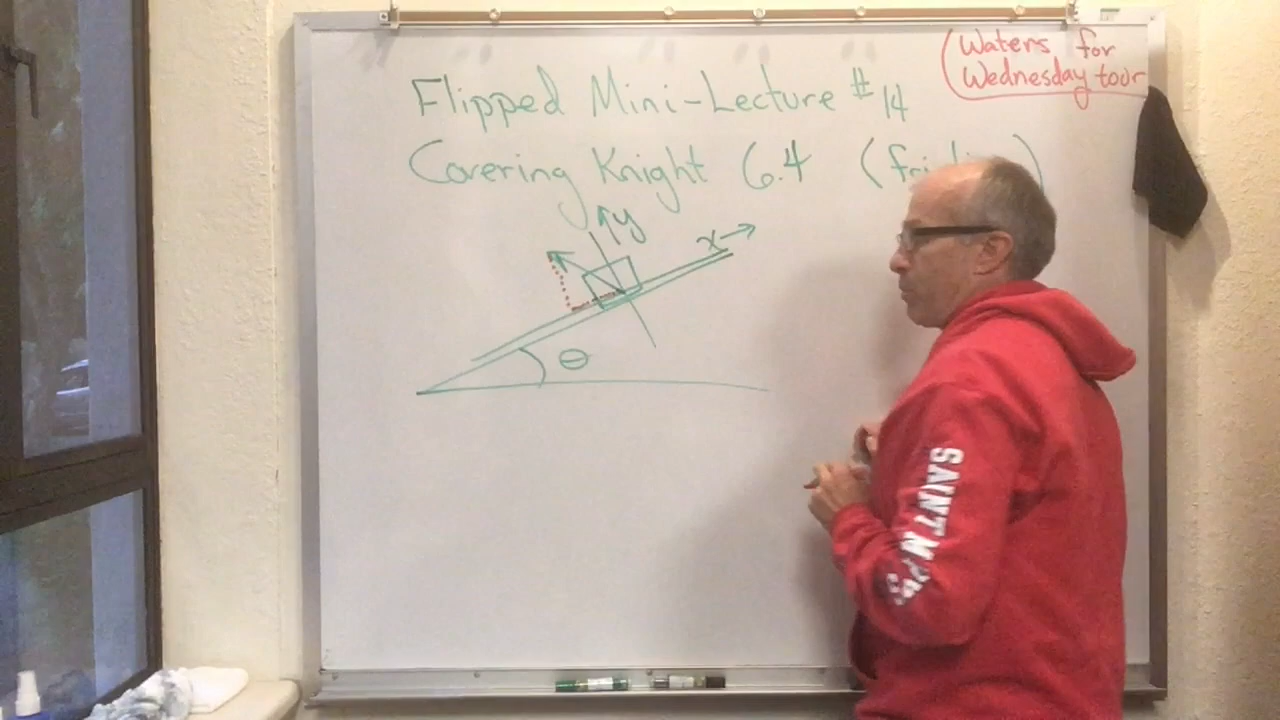 (Waters for
Wednesday tour
Flipped Mini-Lecture #14
Covering Knight 6.4 (
y
x
θ
SAINT